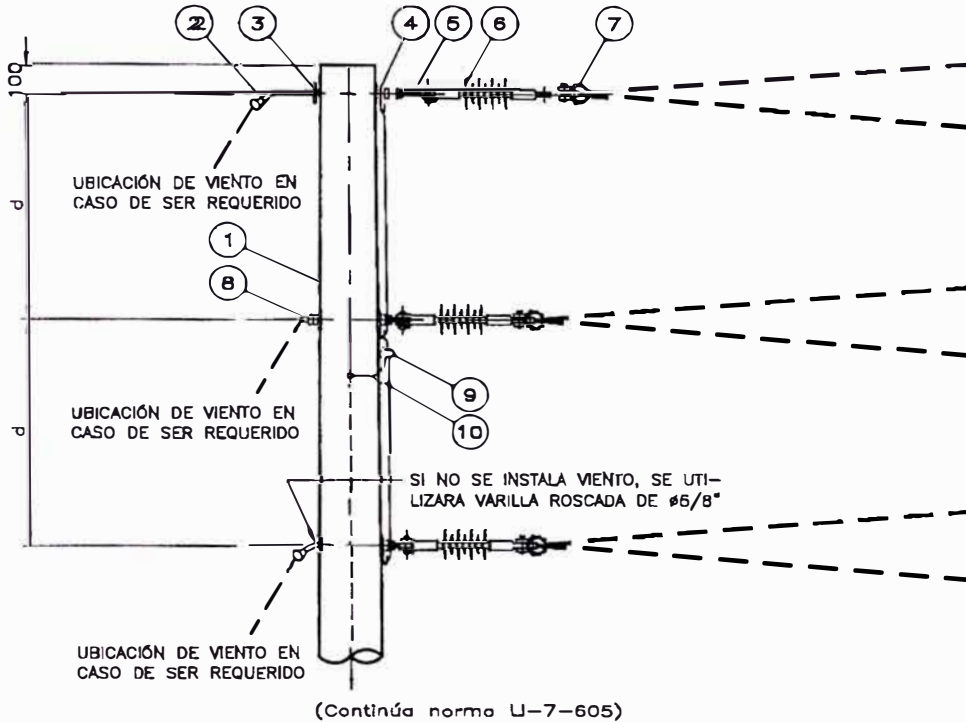 2
3
4
5
6
7
100
UBICACIÓN DE VIENTO EN
CASO DE SER REQUERIDO
d
1
8
9
UBICACIÓN DE VIENTO EN
CASO DE SER REQUERIDO
10
d
SI NO SE INSTALA VIENTO, SE UTI-
LIZARA VARILLA ROSCADA DE ø5/8"
UBICACIÓN DE VIENTO EN
CASO DE SER REQUERIDO
(Continúa norma LI-7-605)